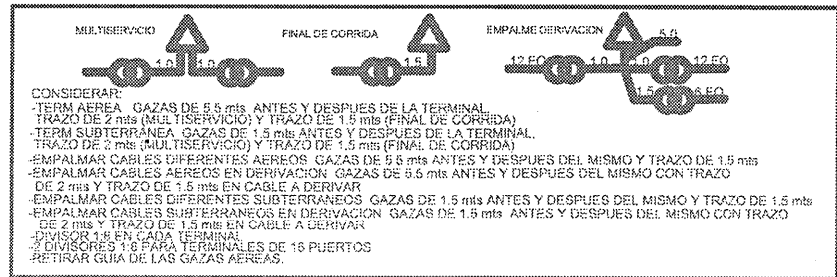 MULTISERVICIO
FINAL DE CORRIDA
EMPALME DERIVACION
1.0 1.0
1.5
5.0
12 FO 1.0 1.0 12 FO
1.5 6 FO
CONSIDERAR:
-TERM AEREA GAZAS DE 5.5 mts ANTES Y DESPUES DE LA TERMINAL,
TRAZO DE 2 mts (MULTISERVICIO) Y TRAZO DE 1.5 mts (FINAL DE CORRIDA)
-TERM SUBTERRANEA GAZAS DE 1.5 mts ANTES Y DESPUES DE LA TERMINAL,
TRAZO DE 2 mts (MULTISERVICIO) Y TRAZO DE 1.5 mts (FINAL DE CORRIDA)
-EMPALMAR CABLES DIFERENTES AEREOS GAZAS DE 5.5 mts ANTES Y DESPUES DEL MISMO Y TRAZO DE 1.5 mts
-EMPALMAR CABLES AEREOS EN DERIVACION GAZAS DE 5.5 mts ANTES Y DESPUES DEL MISMO CON TRAZO
DE 2 mts Y TRAZO DE 1.5 mts EN CABLE A DERIVAR
-EMPALMAR CABLES DIFERENTES SUBTERRANEOS GAZAS DE 1.5 mts ANTES Y DESPUES DEL MISMO Y TRAZO DE 1.5 mts
-EMPALMAR CABLES SUBTERRANEOS EN DERIVACION GAZAS DE 1.5 mts ANTES Y DESPUES DEL MISMO CON TRAZO
DE 2 mts Y TRAZO DE 1.5 mts EN CABLE A DERIVAR
-DIVISOR 1:8 EN CADA TERMINAL
-2 DIVISORES 1:8 PARA TERMINALES DE 16 PUERTOS
-RETIRAR GUIA DE LAS GAZAS AEREAS.